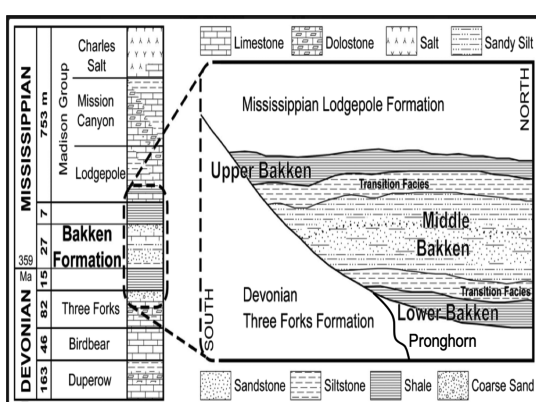 MISSISSIPPIAN
DEVONIAN
753 m
7
27
359
Ma
15
82
46
163
Madison Group
Charles
Salt
Mission
Canyon
Lodgepole
Bakken
Formation
Three Forks
Birdbear
Duperow
Limestone
Dolostone
Salt
Sandy Silt
Mississippian Lodgepole Formation
NORTH
Upper Bakken
Transition Facies
Middle
Bakken
Devonian
Three Forks Formation
Transition Facies
Lower Bakken
Pronghorn
SOUTH
Sandstone
Siltstone
Shale
Coarse Sand